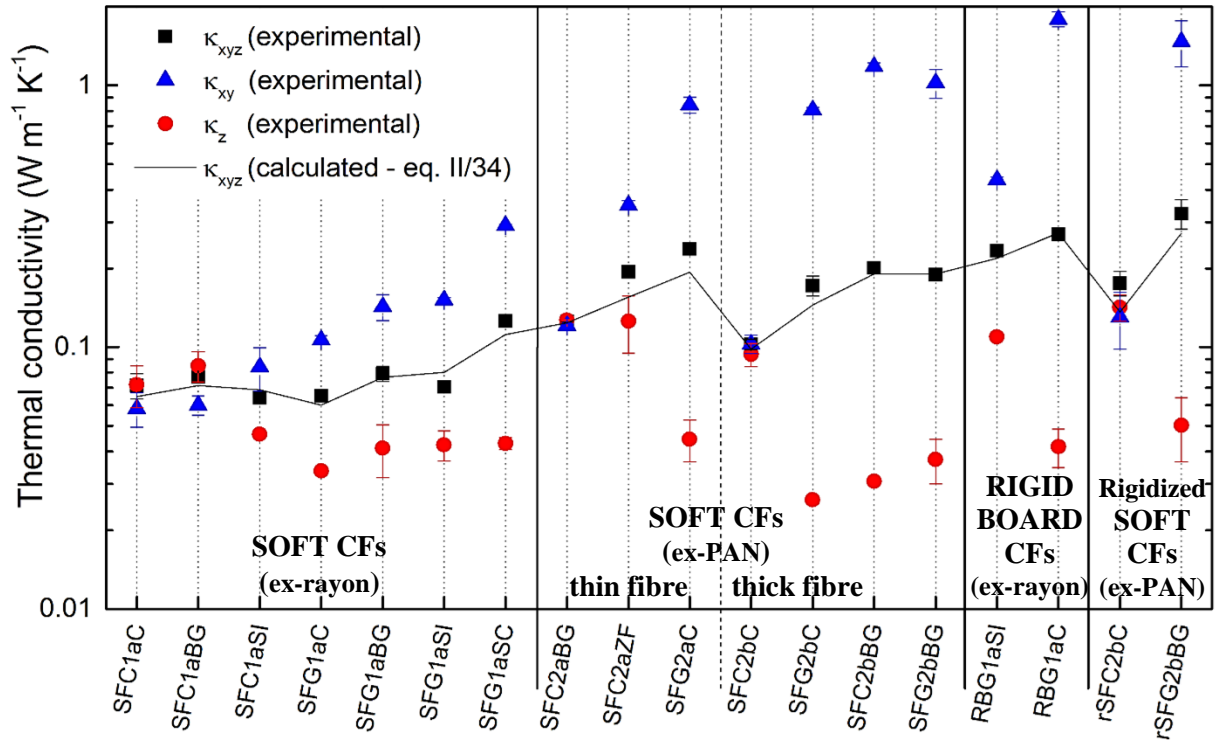 Thermal conductivity (W m⁻¹ K⁻¹)
1
0.1
0.01
κxyz (experimental)
κxy (experimental)
κz (experimental)
κxyz (calculated - eq. II/34)
SOFT CFs
(ex-rayon)
SOFT CFs
(ex-PAN)
thin fibre
thick fibre
RIGID
BOARD
CFs
(ex-rayon)
Rigidized
SOFT
CFs
(ex-PAN)
SFC1aC
SFC1aBG
SFC1aSI
SFG1aC
SFG1aBG
SFG1aSI
SFG1aSC
SFC2aBG
SFC2aZF
SFG2aC
SFC2bC
SFG2bC
SFC2bBG
SFG2bBG
RBG1aSI
RBG1aC
rSFC2bC
rSFG2bBG